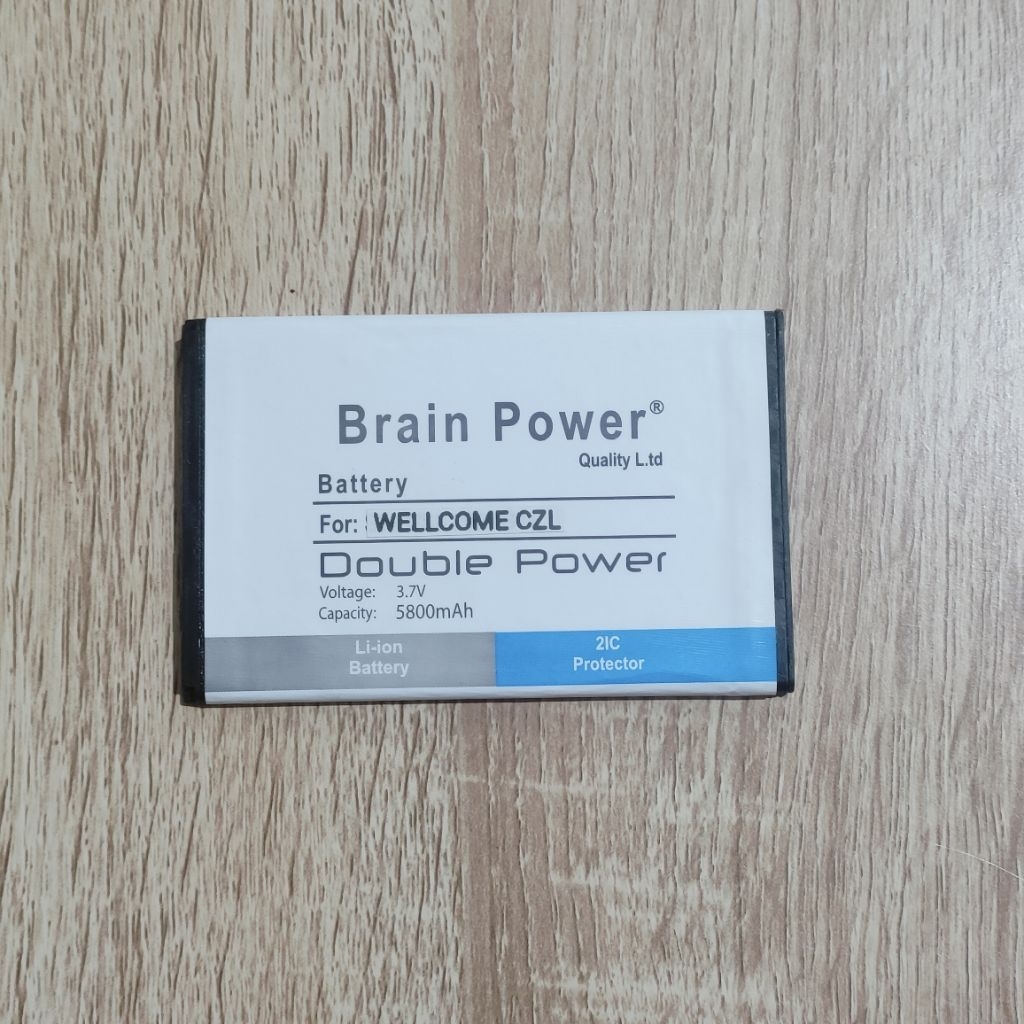 Brain Power®
Quality L.td
Battery
For: WELLCOME CZL
Double Power
Voltage: 3.7V
Capacity: 5800mAh
Li-ion
Battery
2IC
Protector